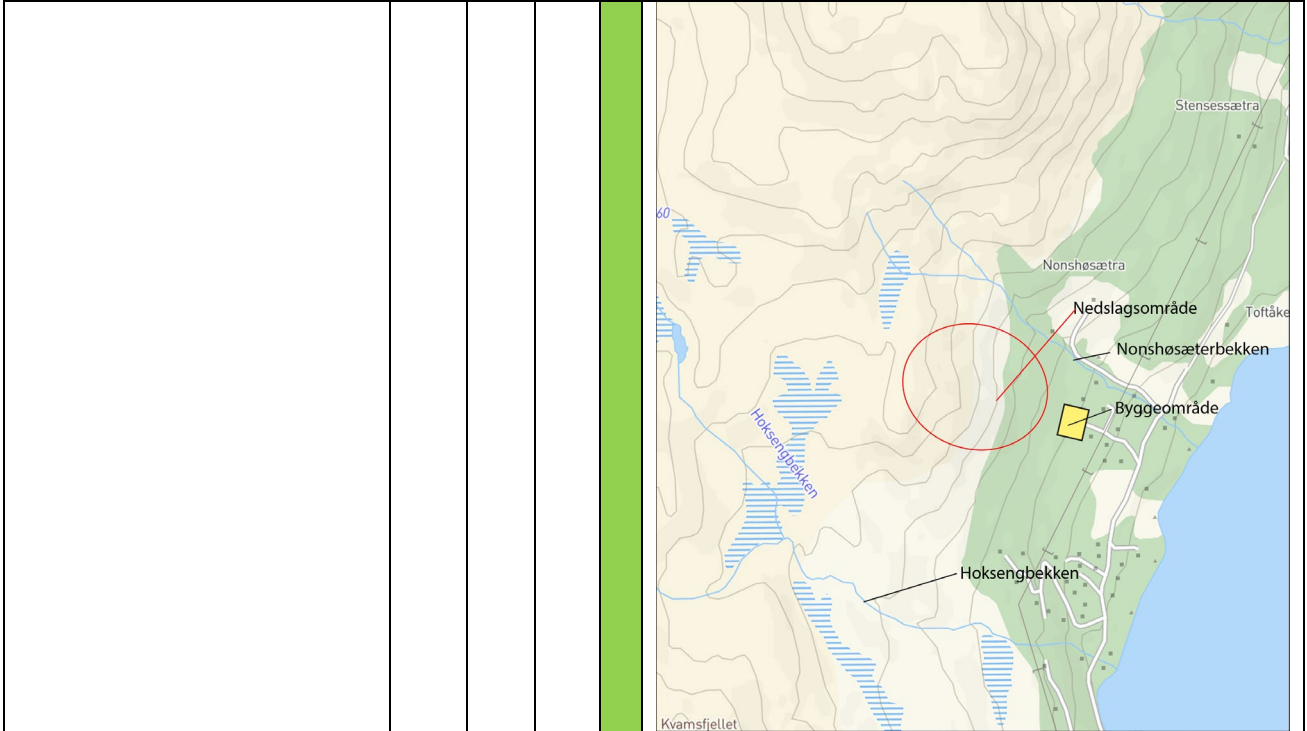 Stensessætra
60
Nonshøsætra
Nedslagsområde
Toftåke
Nonshøsæterbekken
Byggeområde
Hoksengbekken
Hoksengbekken
Kvamsfjellet